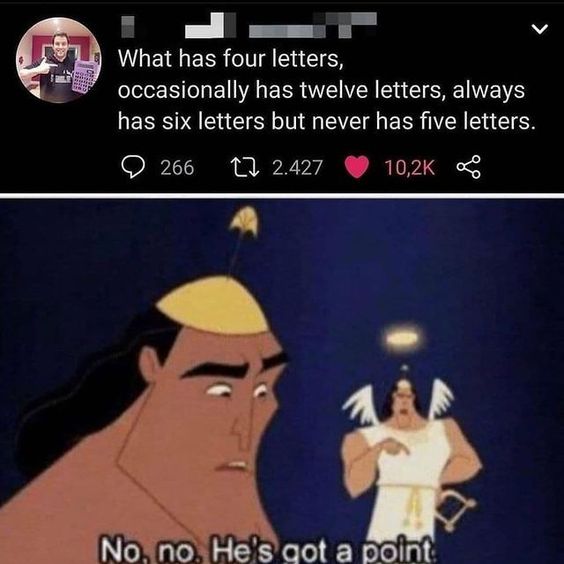 What has four letters,
occasionally has twelve letters, always
has six letters but never has five letters.
266 2.427 10,2K
No, no. He's got a point.